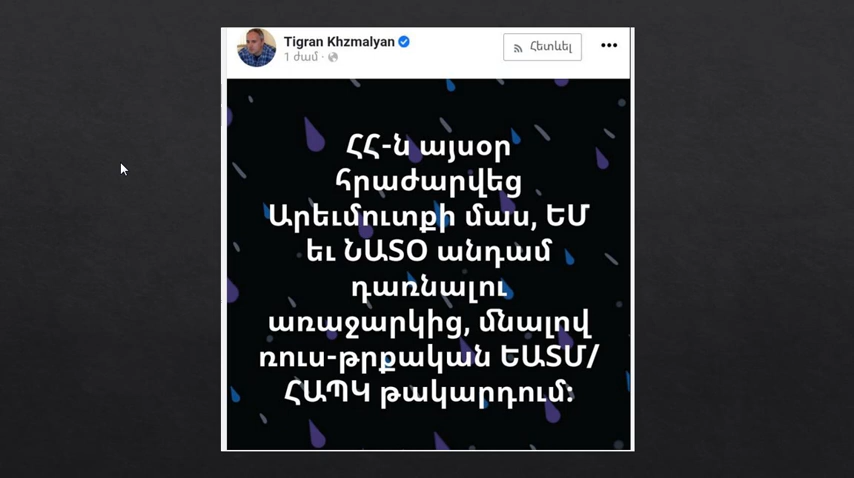 Tigran Khzmalyan
Հետևել
1 ժամ ·
ՀՀ-ն այսօր
հրաժարվեց
Արեւմուտքի մաս, ԵՄ
եւ ՆԱՏՕ անդամ
դառնալու
առաջարկից, մնալով
ռուս-թրքական ԵԱՏՄ/
ՀԱՊԿ թակարդում: